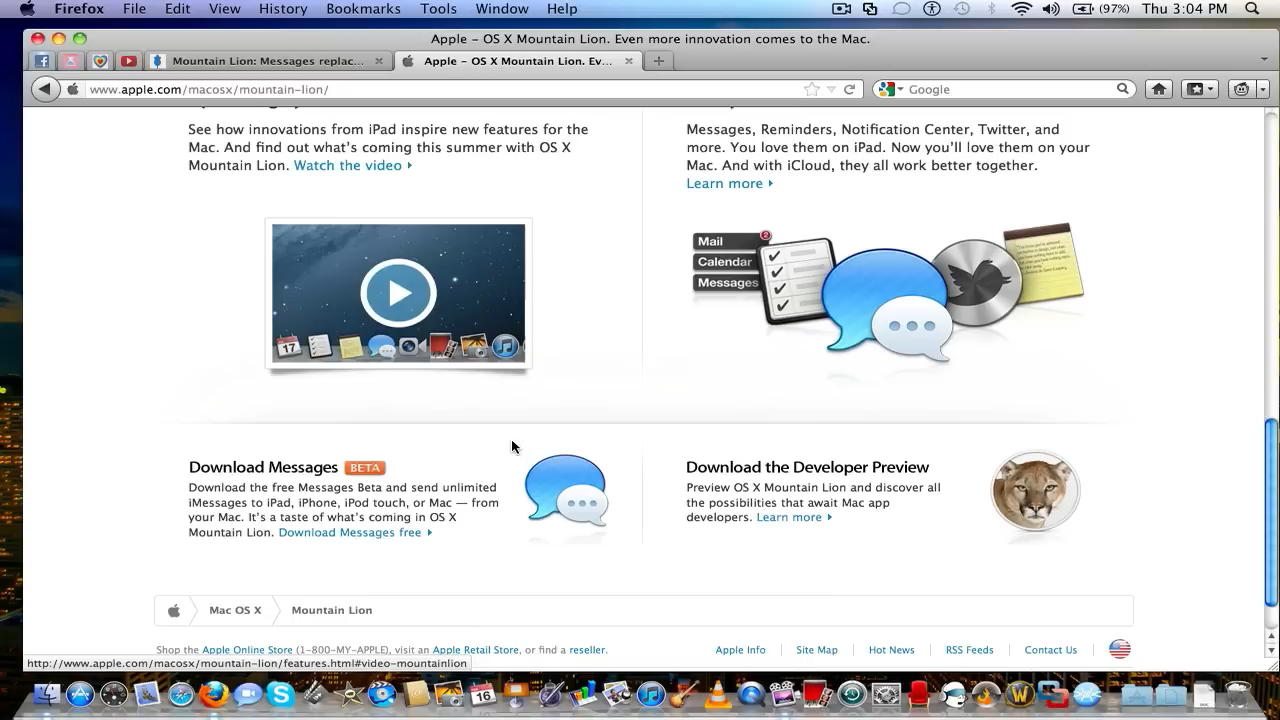 Firefox File Edit View History Bookmarks Tools Window Help (97%) Thu 3:04 PM
Apple - OS X Mountain Lion. Even more innovation comes to the Mac.
Mountain Lion: Messages replac... Apple - OS X Mountain Lion. Ev...
www.apple.com/macosx/mountain-lion/ Google
See how innovations from iPad inspire new features for the
Mac. And find out what's coming this summer with OS X
Mountain Lion. Watch the video
Messages, Reminders, Notification Center, Twitter, and
more. You love them on iPad. Now you'll love them on your
Mac. And with iCloud, they all work better together.
Learn more
17
Mail 2
Calendar
Messages
Download Messages BETA
Download the free Messages Beta and send unlimited
iMessages to iPad, iPhone, iPod touch, or Mac — from
your Mac. It's a taste of what's coming in OS X
Mountain Lion. Download Messages free
Download the Developer Preview
Preview OS X Mountain Lion and discover all
the possibilities that await Mac app
developers. Learn more
Mac OS X Mountain Lion
Shop the Apple Online Store (1-800-MY-APPLE), visit an Apple Retail Store, or find a reseller. Apple Info Site Map Hot News RSS Feeds Contact Us
http://www.apple.com/macosx/mountain-lion/features.html#video-mountainlion
16